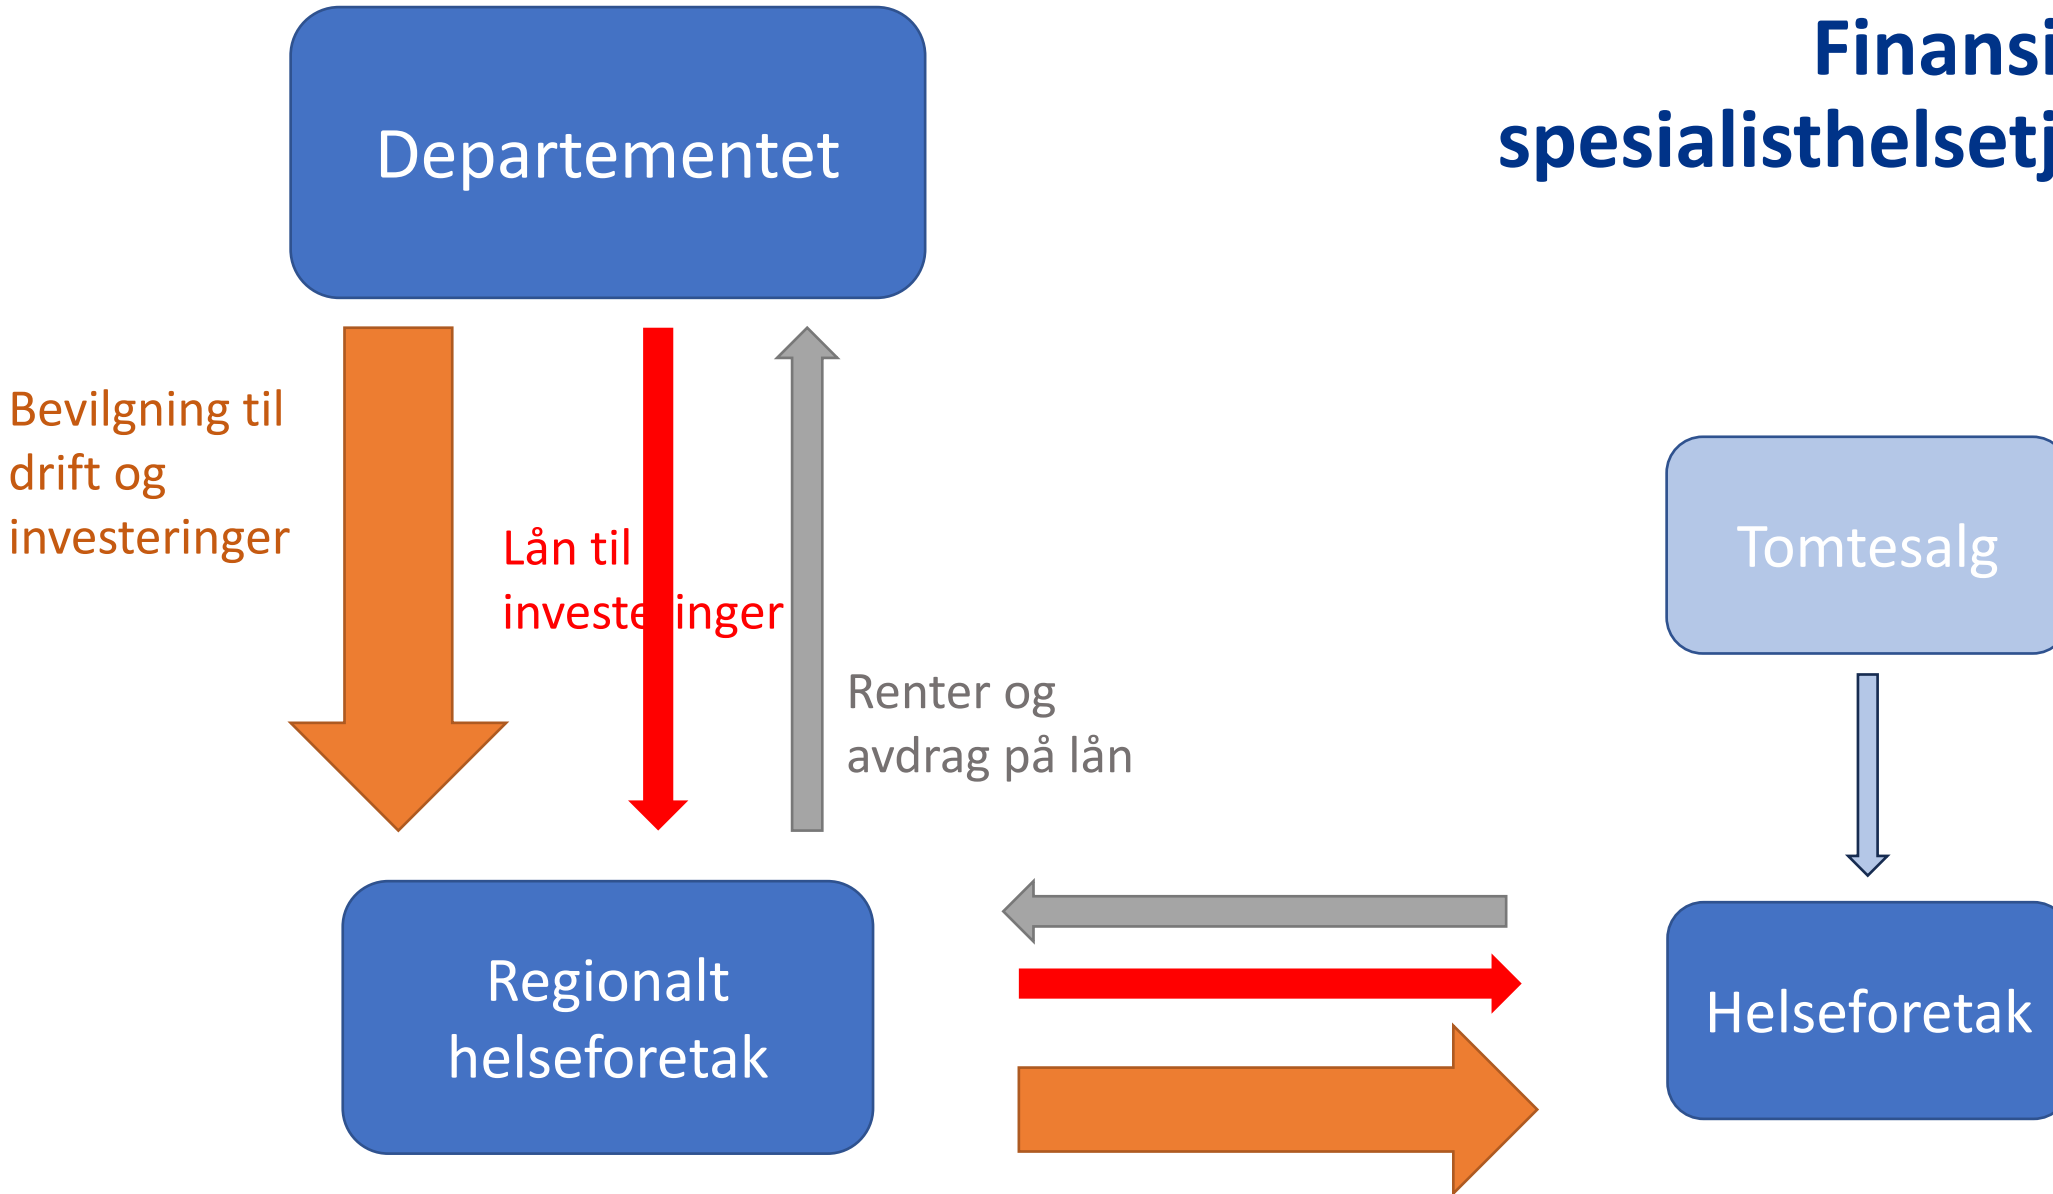 Finansi
spesialisthelsetj
Departementet
Bevilgning til
drift og
investeringer
Lån til
investeringer
Renter og
avdrag på lån
Tomtesalg
Regionalt
helseforetak
Helseforetak